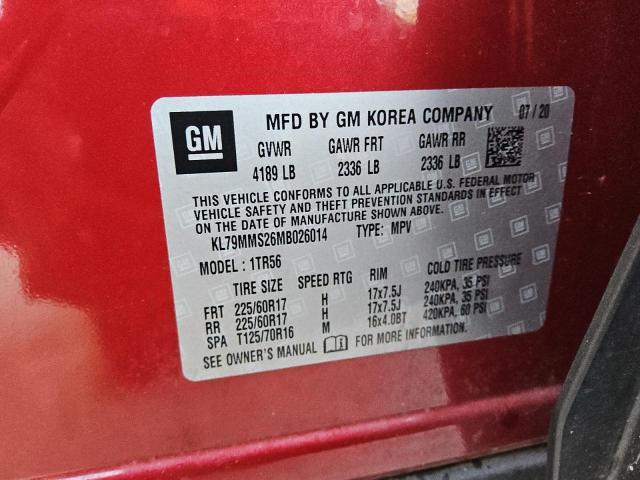 GM
MFD BY GM KOREA COMPANY 07/20
GVWR GAWR FRT GAWR RR
4189 LB 2336 LB 2336 LB
THIS VEHICLE CONFORMS TO ALL APPLICABLE U.S. FEDERAL MOTOR
VEHICLE SAFETY AND THEFT PREVENTION STANDARDS IN EFFECT
ON THE DATE OF MANUFACTURE SHOWN ABOVE.
KL79MMS26MB026014 TYPE: MPV
MODEL: 1TR56
TIRE SIZE SPEED RTG RIM COLD TIRE PRESSURE
FRT 225/60R17 H 17x7.5J 240KPA, 35 PSI
RR 225/60R17 H 17x7.5J 240KPA, 35 PSI
SPA T125/70R16 M 16x4.0BT 420KPA, 60 PSI
SEE OWNER'S MANUAL FOR MORE INFORMATION.